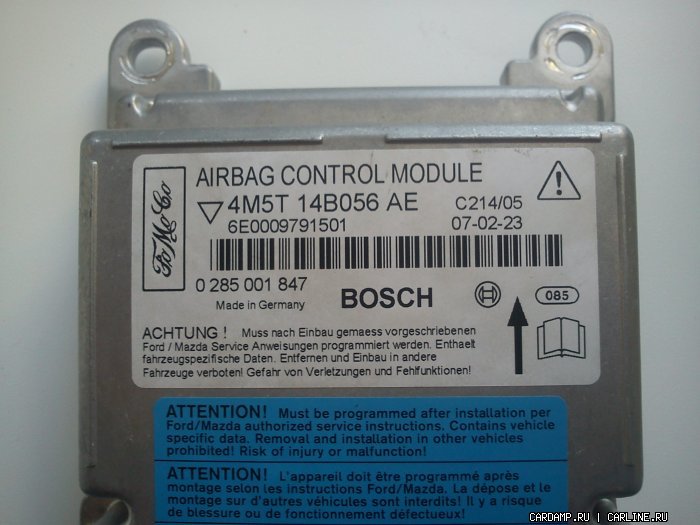 FoMoCo
AIRBAG CONTROL MODULE
4M5T 14B056 AE
C214/05
6E0009791501
07-02-23
0 285 001 847
Made in Germany
BOSCH
085
ACHTUNG ! Muss nach Einbau gemaess vorgeschriebenen
Ford / Mazda Service Anweisungen programmiert werden. Enthaelt
fahrzeugspezifische Daten. Entfernen und Einbau in andere
Fahrzeuge verboten! Gefahr von Verletzungen und Fehlfunktionen!
ATTENTION! Must be programmed after installation per
Ford/Mazda authorized service instructions. Contains vehicle
specific data. Removal and installation in other vehicles
prohibited! Risk of injury or malfunction!
ATTENTION! L'appareil doît être programmé après
montage selon les instructions Ford/Mazda. La dépose et le
montage sur d'autres véhicules sont interdits! Il y a risque
de blessure ou de fonctionnement défectueux!
CARDAMP.RU | CARLINE.RU